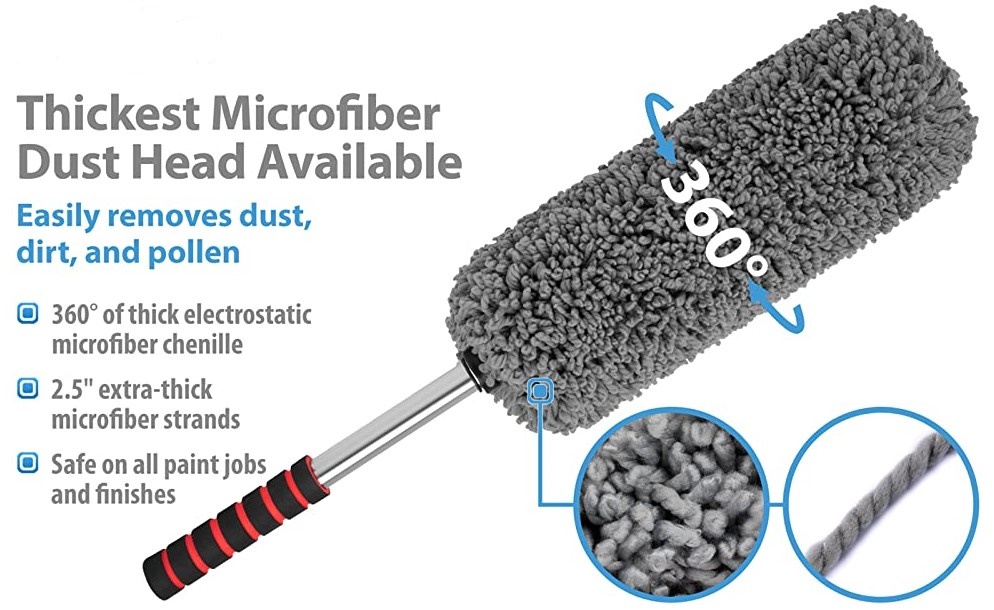 Thickest Microfiber
Dust Head Available
Easily removes dust,
dirt, and pollen
360° of thick electrostatic
microfiber chenille
2.5" extra-thick
microfiber strands
Safe on all paint jobs
and finishes
360°